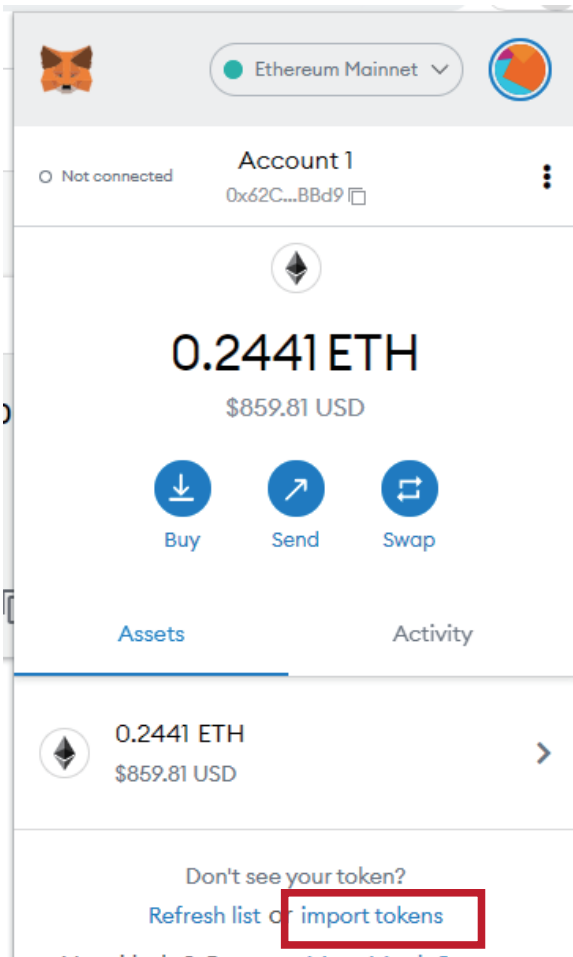 Ethereum Mainnet
Not connected
Account 1
0x62C...BBd9
0.2441 ETH
$859.81 USD
Buy Send Swap
Assets Activity
0.2441 ETH
$859.81 USD
Don't see your token?
Refresh list or import tokens